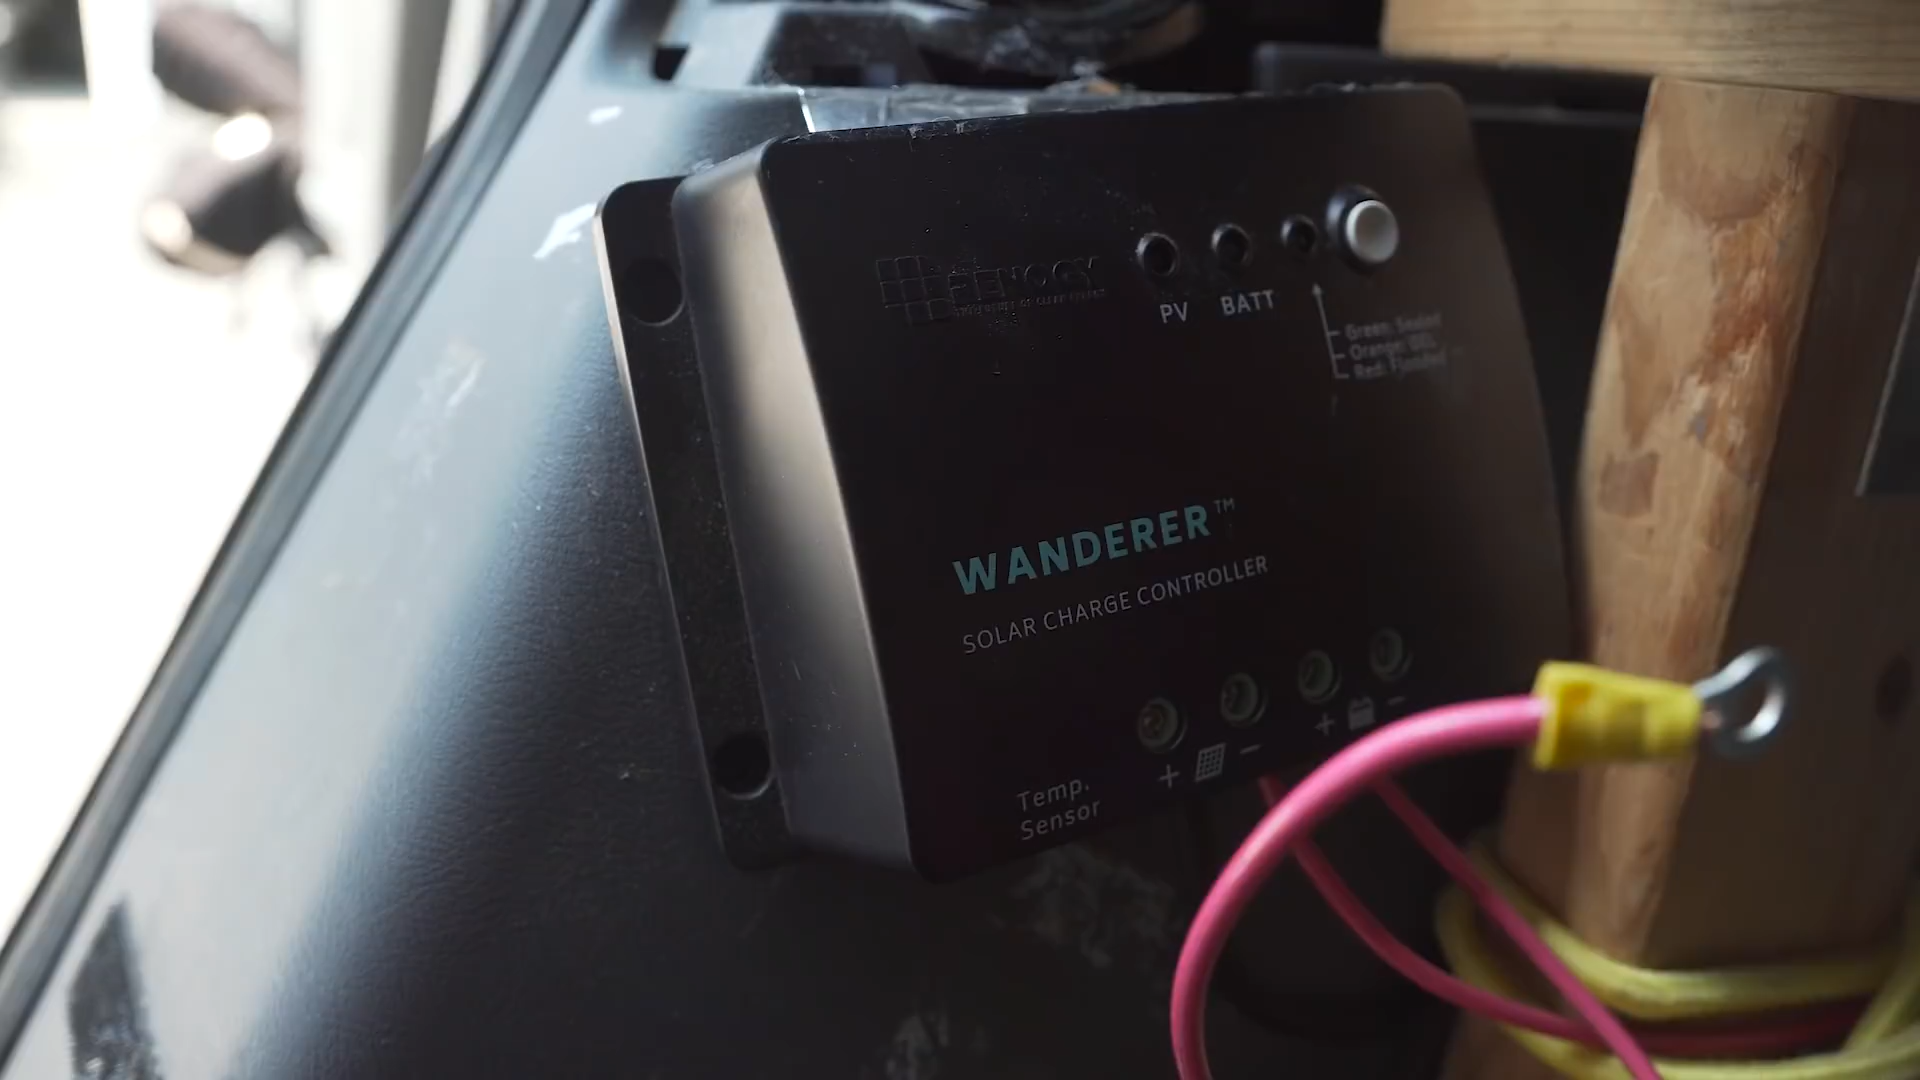 RENOGY
PV BATT
Green: Sealed
Orange: GEL
Red: Flooded
WANDERER™
SOLAR CHARGE CONTROLLER
+ - + -
Temp.
Sensor